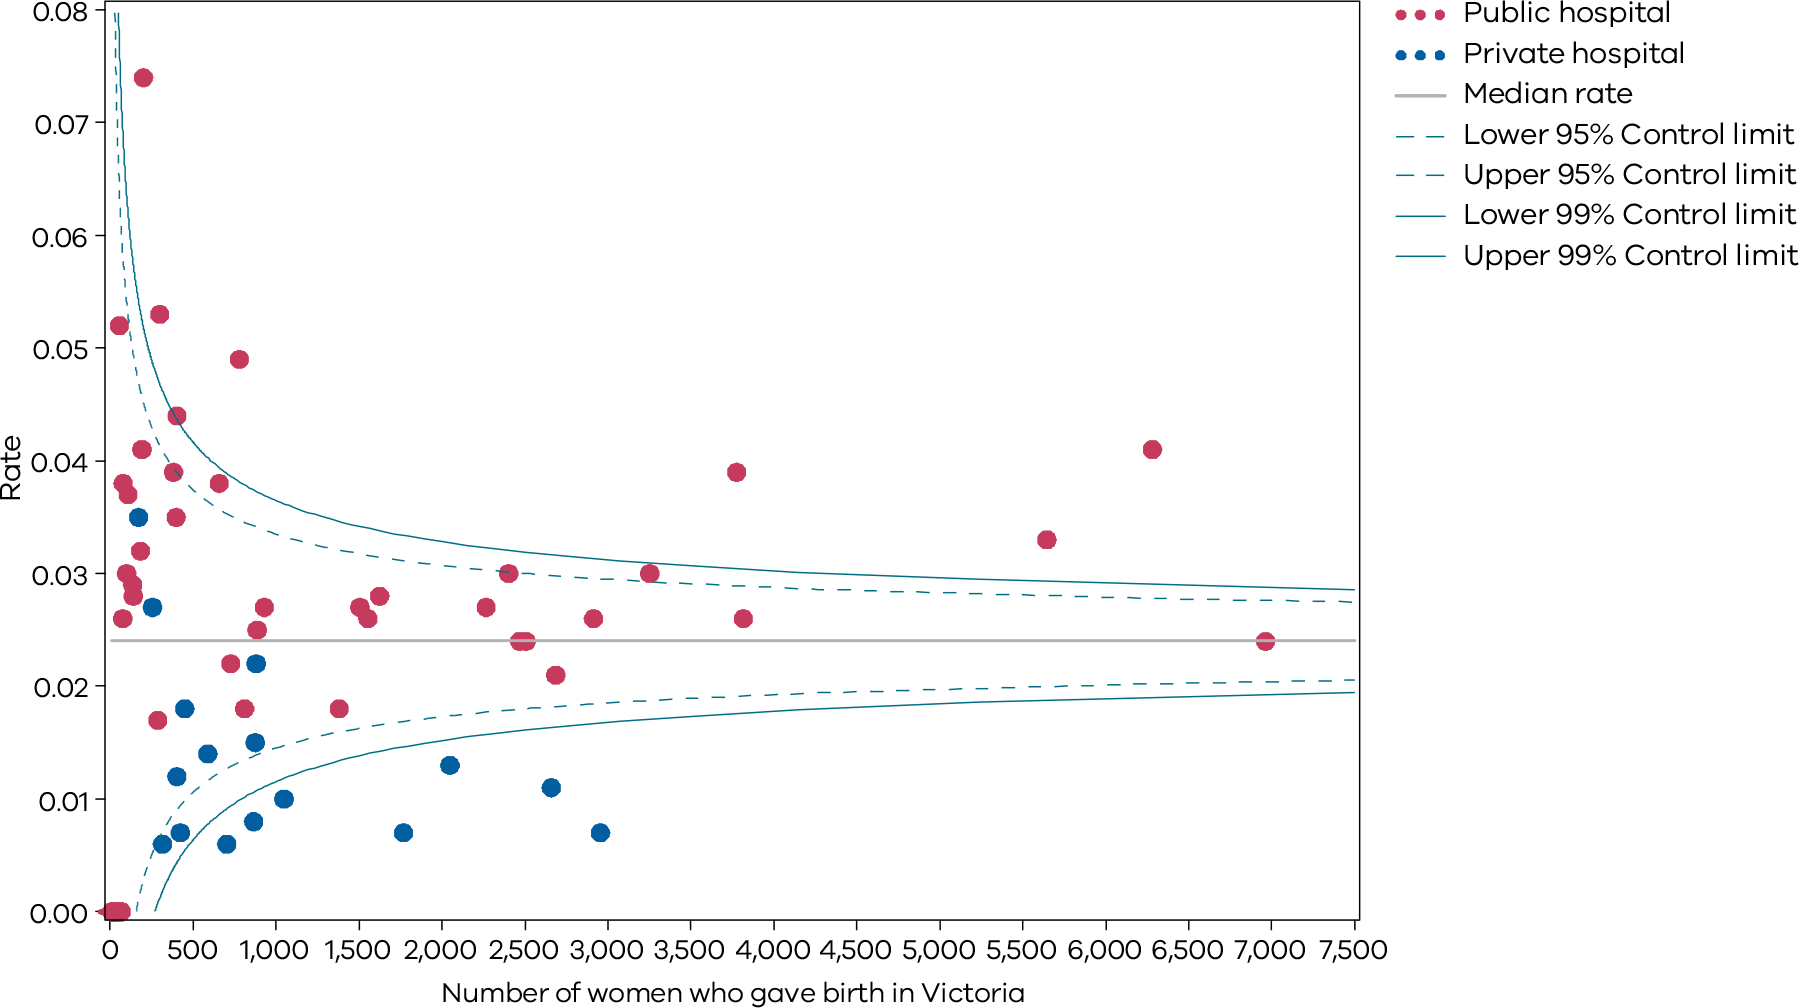 0.08
0.07
0.06
0.05
0.04
0.03
0.02
0.01
0.00
Rate
0 500 1,000 1,500 2,000 2,500 3,000 3,500 4,000 4,500 5,000 5,500 6,000 6,500 7,000 7,500
Number of women who gave birth in Victoria
Public hospital
Private hospital
Median rate
Lower 95% Control limit
Upper 95% Control limit
Lower 99% Control limit
Upper 99% Control limit